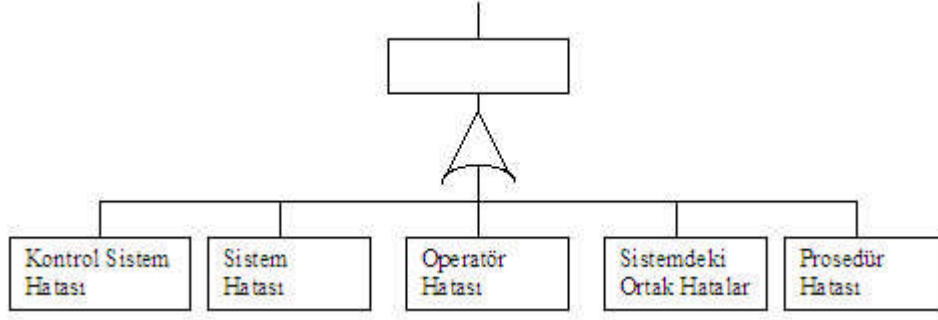 Kontrol Sistem
Hatası
Sistem
Hatası
Operatör
Hatası
Sistemdeki
Ortak Hatalar
Prosedür
Hatası